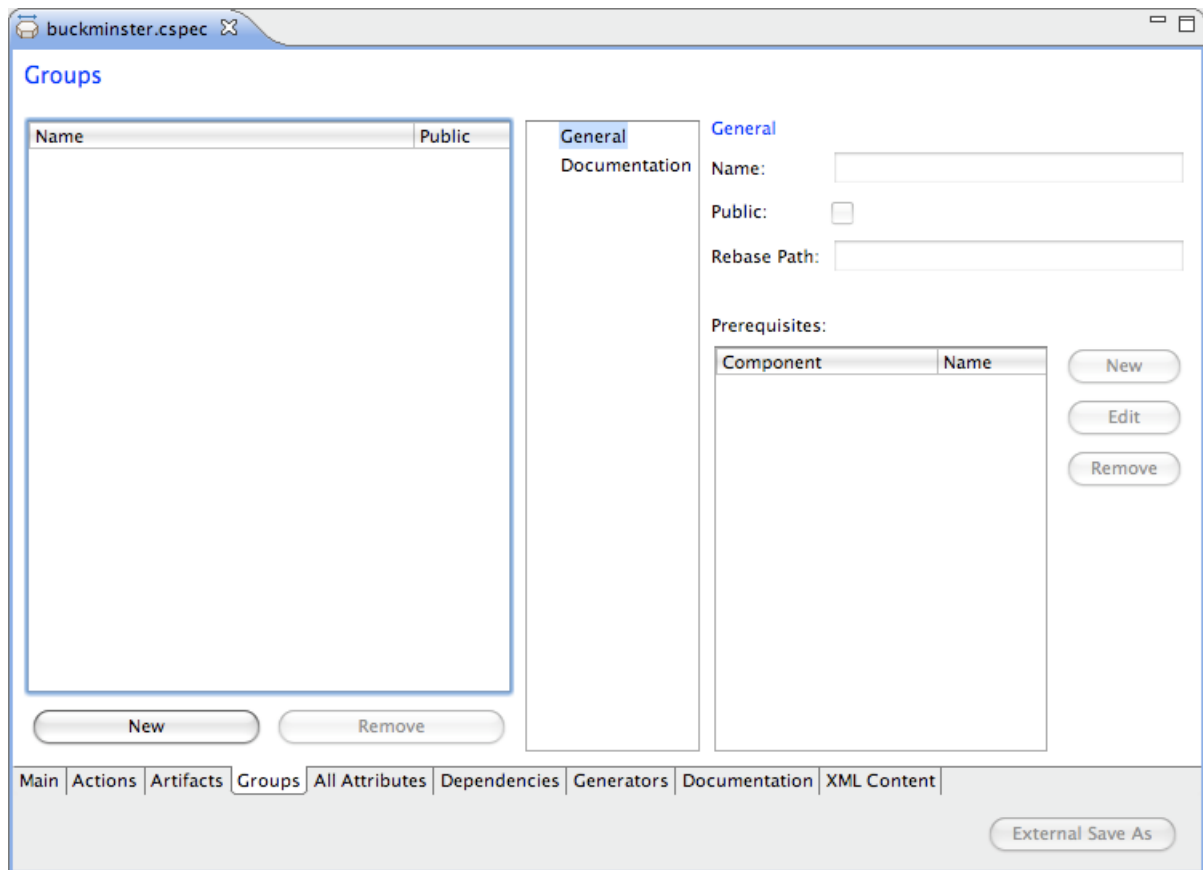 buckminster.cspec
Groups
Name Public
General
Documentation
General
Name:
Public:
Rebase Path:
Prerequisites:
Component Name
New
Edit
Remove
New Remove
Main Actions Artifacts Groups All Attributes Dependencies Generators Documentation XML Content
External Save As